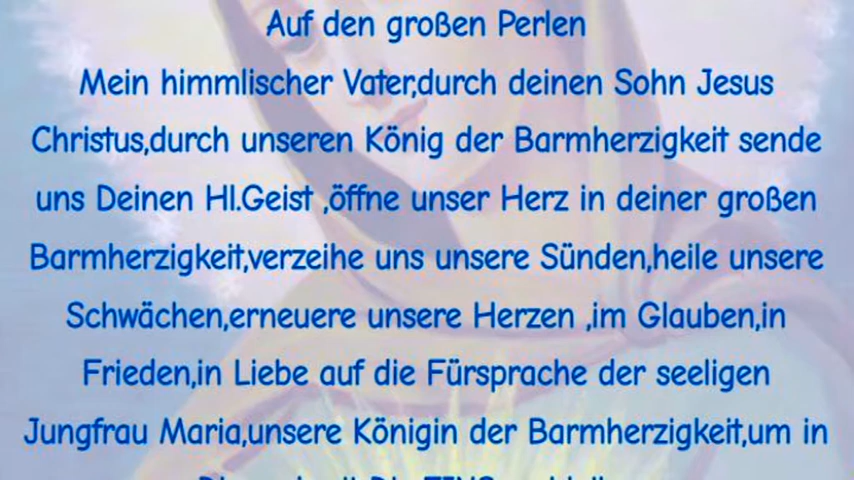 Auf den großen Perlen
Mein himmlischer Vater,durch deinen Sohn Jesus
Christus,durch unseren König der Barmherzigkeit sende
uns Deinen Hl.Geist ,öffne unser Herz in deiner großen
Barmherzigkeit,verzeihe uns unsere Sünden,heile unsere
Schwächen,erneuere unsere Herzen ,im Glauben,in
Frieden,in Liebe auf die Fürsprache der seeligen
Jungfrau Maria,unsere Königin der Barmherzigkeit,um in